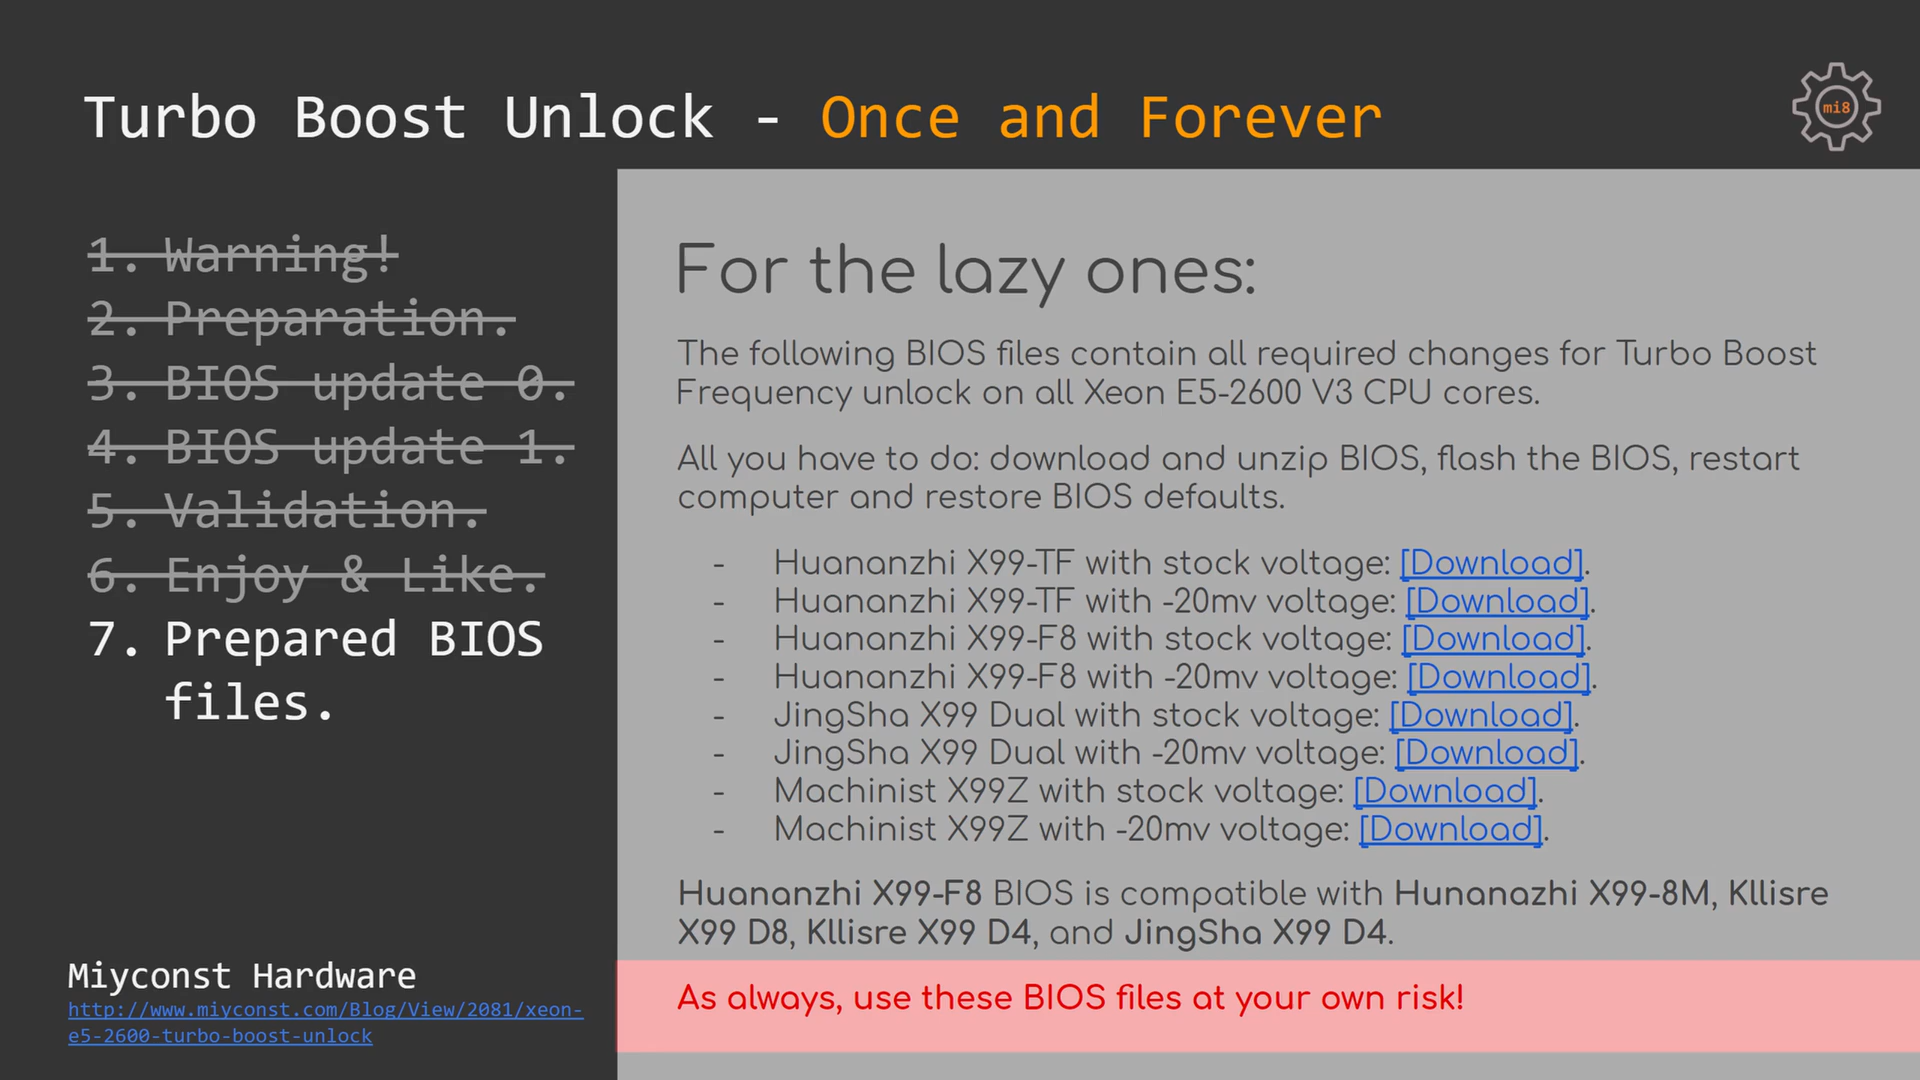 Turbo Boost Unlock - Once and Forever
mi8
1. Warning!
2. Preparation.
3. BIOS update 0.
4. BIOS update 1.
5. Validation.
6. Enjoy & Like.
7. Prepared BIOS
files.
Miyconst Hardware
http://www.miyconst.com/Blog/View/2081/xeon-
e5-2600-turbo-boost-unlock
For the lazy ones:
The following BIOS files contain all required changes for Turbo Boost
Frequency unlock on all Xeon E5-2600 V3 CPU cores.
All you have to do: download and unzip BIOS, flash the BIOS, restart
computer and restore BIOS defaults.
- Huananzhi X99-TF with stock voltage: [Download].
- Huananzhi X99-TF with -20mv voltage: [Download].
- Huananzhi X99-F8 with stock voltage: [Download].
- Huananzhi X99-F8 with -20mv voltage: [Download].
- JingSha X99 Dual with stock voltage: [Download].
- JingSha X99 Dual with -20mv voltage: [Download].
- Machinist X99Z with stock voltage: [Download].
- Machinist X99Z with -20mv voltage: [Download].
Huananzhi X99-F8 BIOS is compatible with Hunanazhi X99-8M, Kllisre
X99 D8, Kllisre X99 D4, and JingSha X99 D4.
As always, use these BIOS files at your own risk!